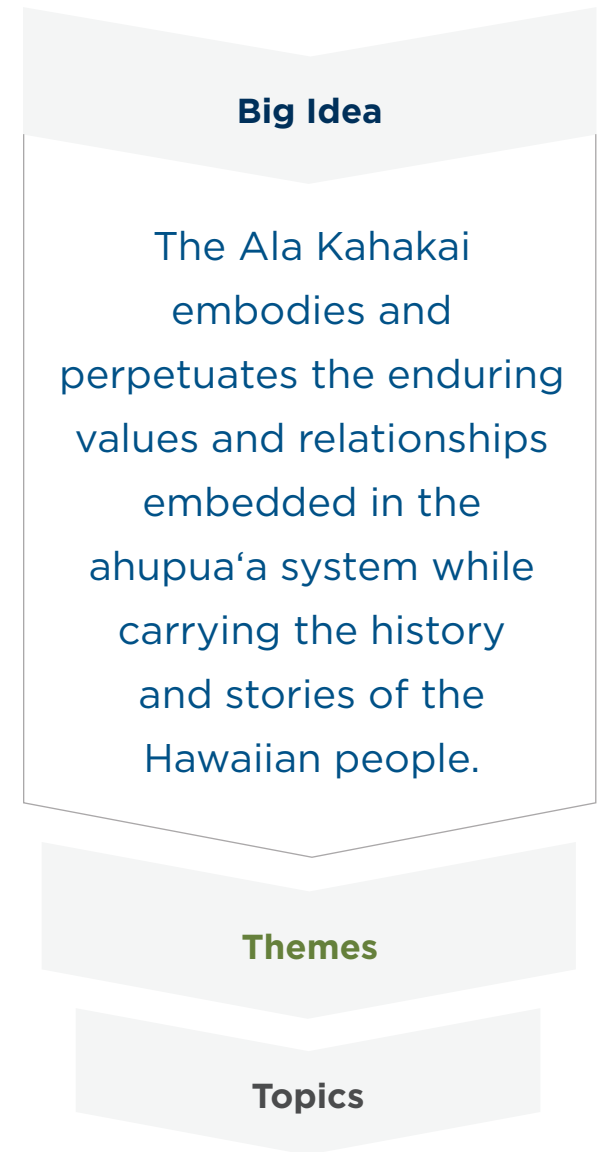 Big Idea
The Ala Kahakai
embodies and
perpetuates the enduring
values and relationships
embedded in the
ahupua‘a system while
carrying the history
and stories of the
Hawaiian people.
Themes
Topics